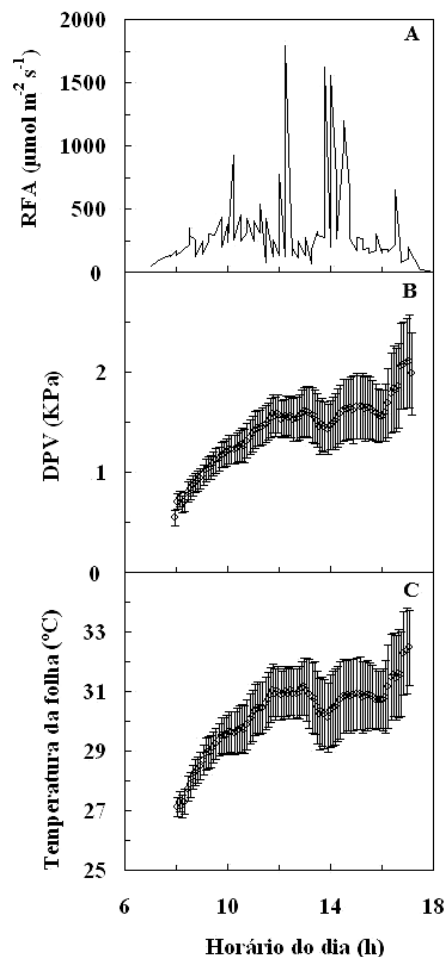 2000
A
1500
1000
500
0
RFA (µmol m-2 s-1)
B
2
1
0
DPV (KPa)
C
33
31
29
27
25
Temperatura da folha (ºC)
6 10 14 18
Horário do dia (h)